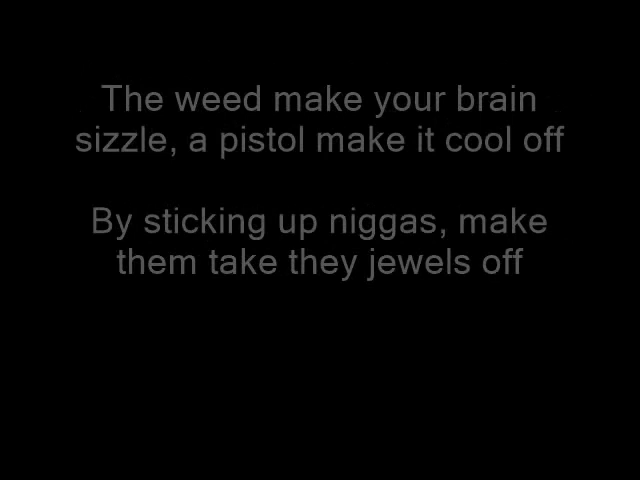 The weed make your brain
sizzle, a pistol make it cool off
By sticking up niggas, make
them take they jewels off